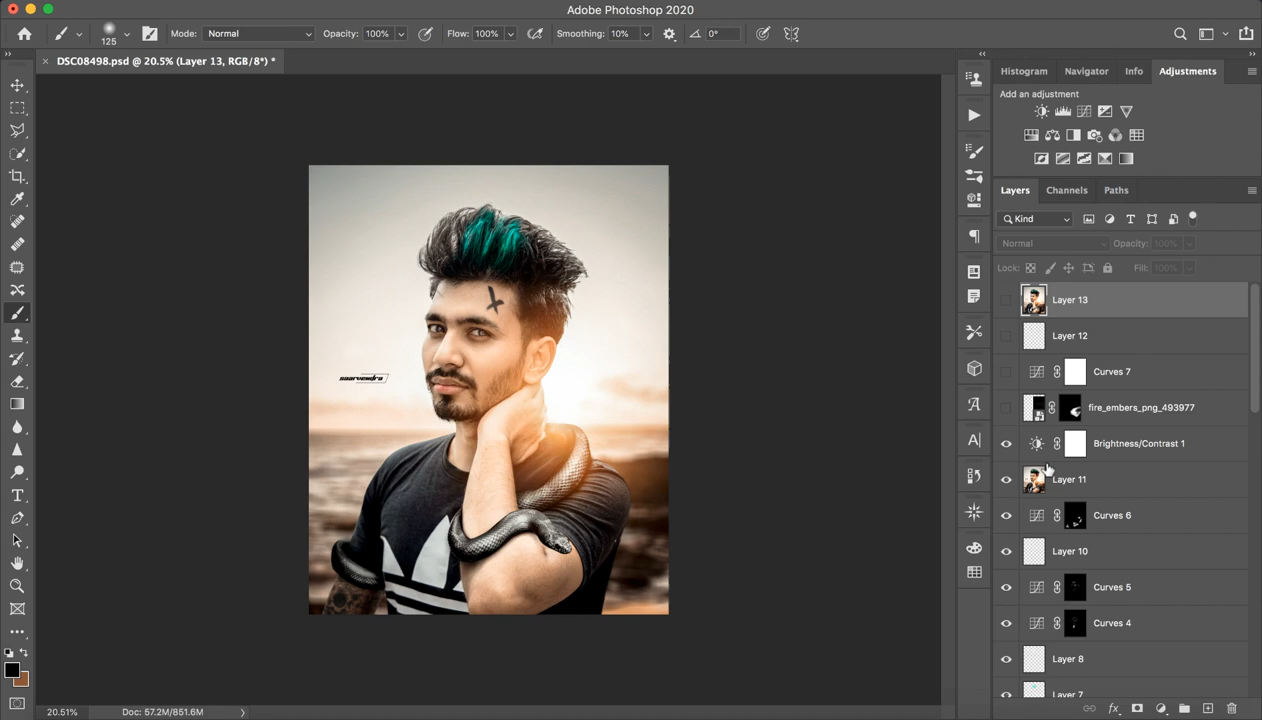 Adobe Photoshop 2020
125
Mode: Normal
Opacity: 100%
Flow: 100%
Smoothing: 10%
0°
DSC08498.psd @ 20.5% (Layer 13, RGB/8*) *
Histogram
Navigator
Info
Adjustments
Add an adjustment
Layers
Channels
Paths
Kind
Normal
Opacity: 100%
Lock:
Fill: 100%
Layer 13
Layer 12
Curves 7
fire_embers_png_493977
Brightness/Contrast 1
Layer 11
Curves 6
Layer 10
Curves 5
Curves 4
Layer 8
Layer 7
saarvendra
20.51%
Doc: 57.2M/851.6M